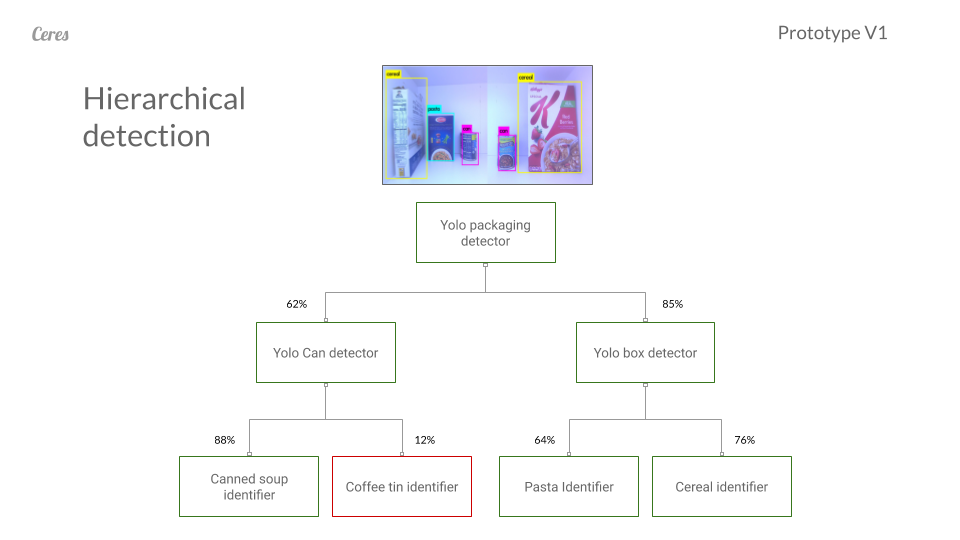 Ceres
Prototype V1
Hierarchical
detection
cereal
cereal
pasta
can
can
K
Yolo packaging
detector
62%
85%
Yolo Can detector
Yolo box detector
88%
12%
64%
76%
Canned soup
identifier
Coffee tin identifier
Pasta Identifier
Cereal identifier